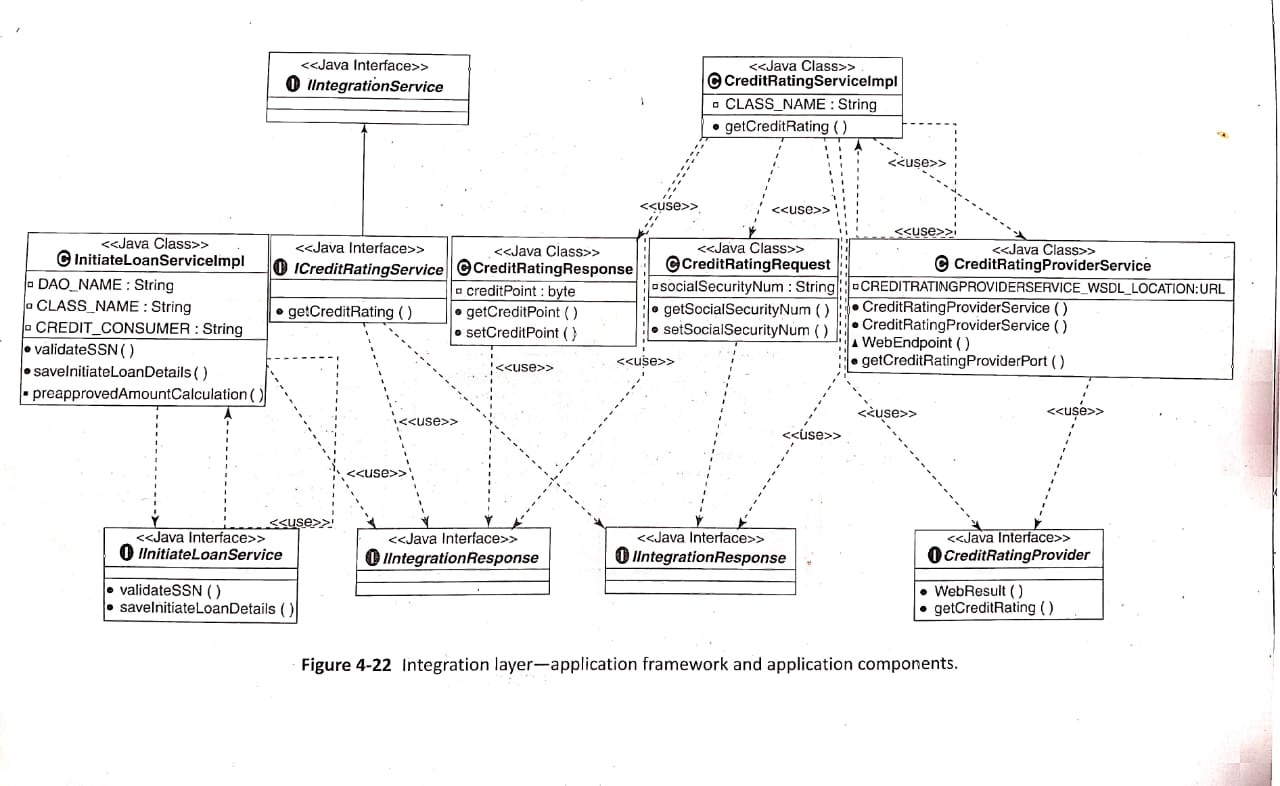 <<Java Interface>>
IIntegrationService
<<Java Class>>
CreditRatingServiceImpl
CLASS_NAME : String
getCreditRating ( )
<<use>>
<<use>>
<<use>>
<<use>>
<<Java Class>>
InitiateLoanServiceImpl
DAO_NAME : String
CLASS_NAME : String
CREDIT_CONSUMER : String
validateSSN ( )
saveInitiateLoanDetails ( )
preapprovedAmountCalculation ( )
<<Java Interface>>
ICreditRatingService
getCreditRating ( )
<<Java Class>>
CreditRatingResponse
creditPoint : byte
getCreditPoint ( )
setCreditPoint ( }
<<Java Class>>
CreditRatingRequest
socialSecurityNum : String
getSocialSecurityNum ( )
setSocialSecurityNum ( )
<<Java Class>>
CreditRatingProviderService
CREDITRATINGPROVIDERSERVICE_WSDL_LOCATION:URL
CreditRatingProviderService ( )
CreditRatingProviderService ( )
WebEndpoint ( )
getCreditRatingProviderPort ( )
<<use>>
<<use>>
<<use>>
<<use>>
<<use>>
<<use>>
<<use>>
<<use>>
<<Java Interface>>
IInitiateLoanService
validateSSN ( )
saveInitiateLoanDetails ( )
<<Java Interface>>
IIntegrationResponse
<<Java Interface>>
IIntegrationResponse
<<Java Interface>>
CreditRatingProvider
WebResult ( )
getCreditRating ( )
Figure 4-22 Integration layer—application framework and application components.